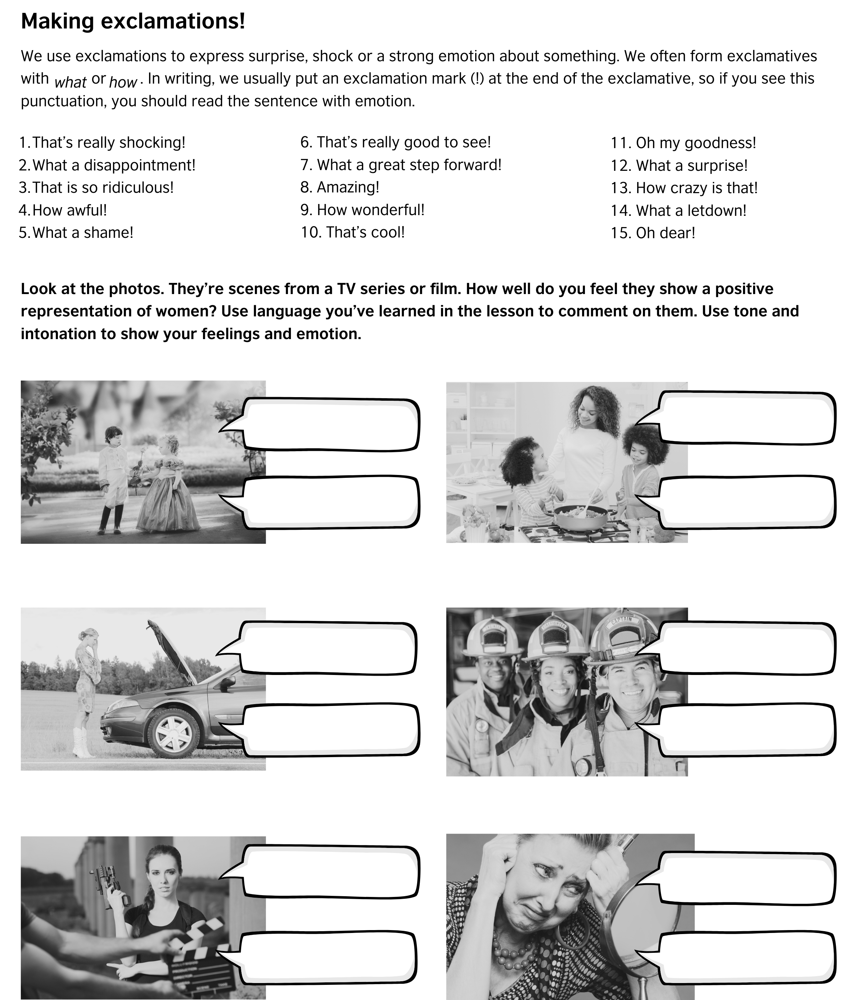 Making exclamations!
We use exclamations to express surprise, shock or a strong emotion about something. We often form exclamatives
with what or how. In writing, we usually put an exclamation mark (!) at the end of the exclamative, so if you see this
punctuation, you should read the sentence with emotion.
1. That's really shocking!
2. What a disappointment!
3. That is so ridiculous!
4. How awful!
5. What a shame!
6. That's really good to see!
7. What a great step forward!
8. Amazing!
9. How wonderful!
10. That's cool!
11. Oh my goodness!
12. What a surprise!
13. How crazy is that!
14. What a letdown!
15. Oh dear!
Look at the photos. They're scenes from a TV series or film. How well do you feel they show a positive
representation of women? Use language you've learned in the lesson to comment on them. Use tone and
intonation to show your feelings and emotion.
FIREFIGHTER
CAPTAIN
HOLLYWOOD
PRODUCTION
DIRECTOR
SCENE TAKE